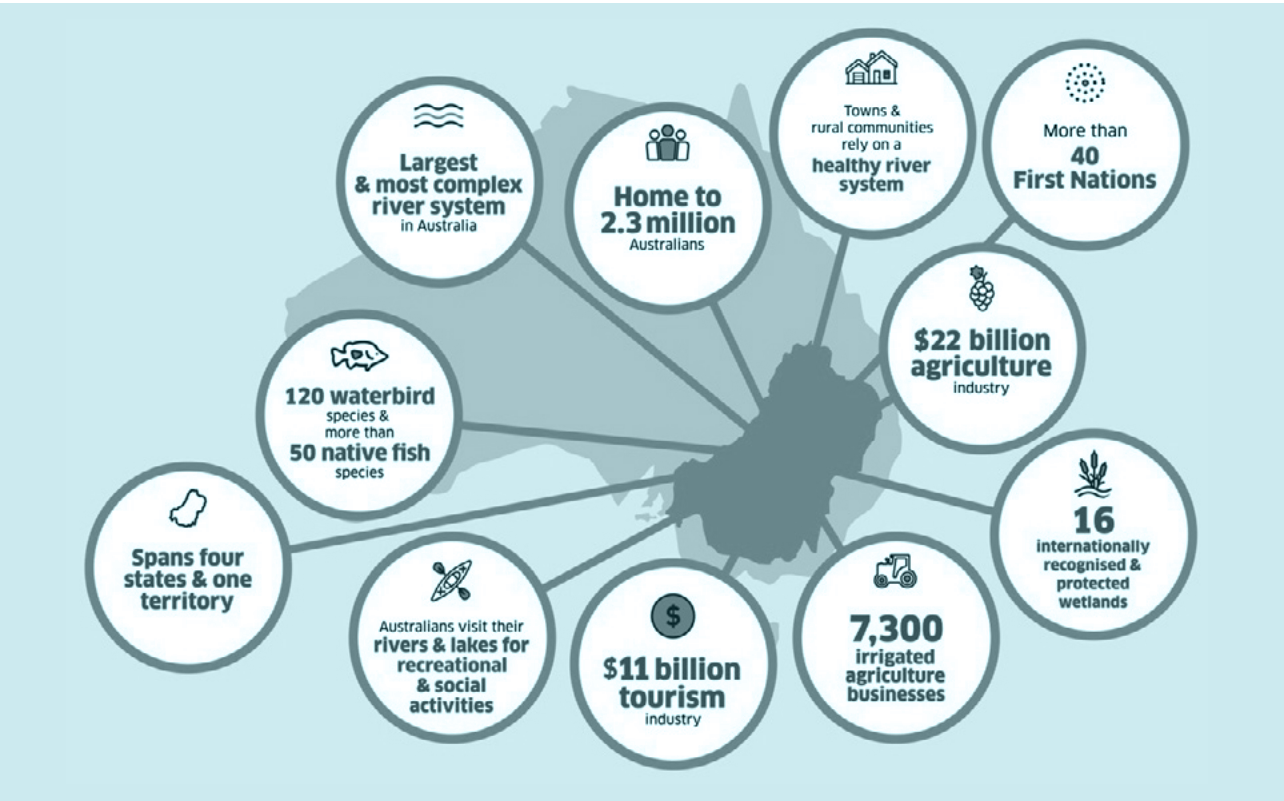 Largest
& most complex
river system
in Australia
Home to
2.3 million
Australians
Towns &
rural communities
rely on a
healthy river
system
More than
40
First Nations
$22 billion
agriculture
industry
120 waterbird
species &
more than
50 native fish
species
16
internationally
recognised &
protected
wetlands
Spans four
states & one
territory
Australians visit their
rivers & lakes for
recreational
& social
activities
$
$11 billion
tourism
industry
7,300
irrigated
agriculture
businesses